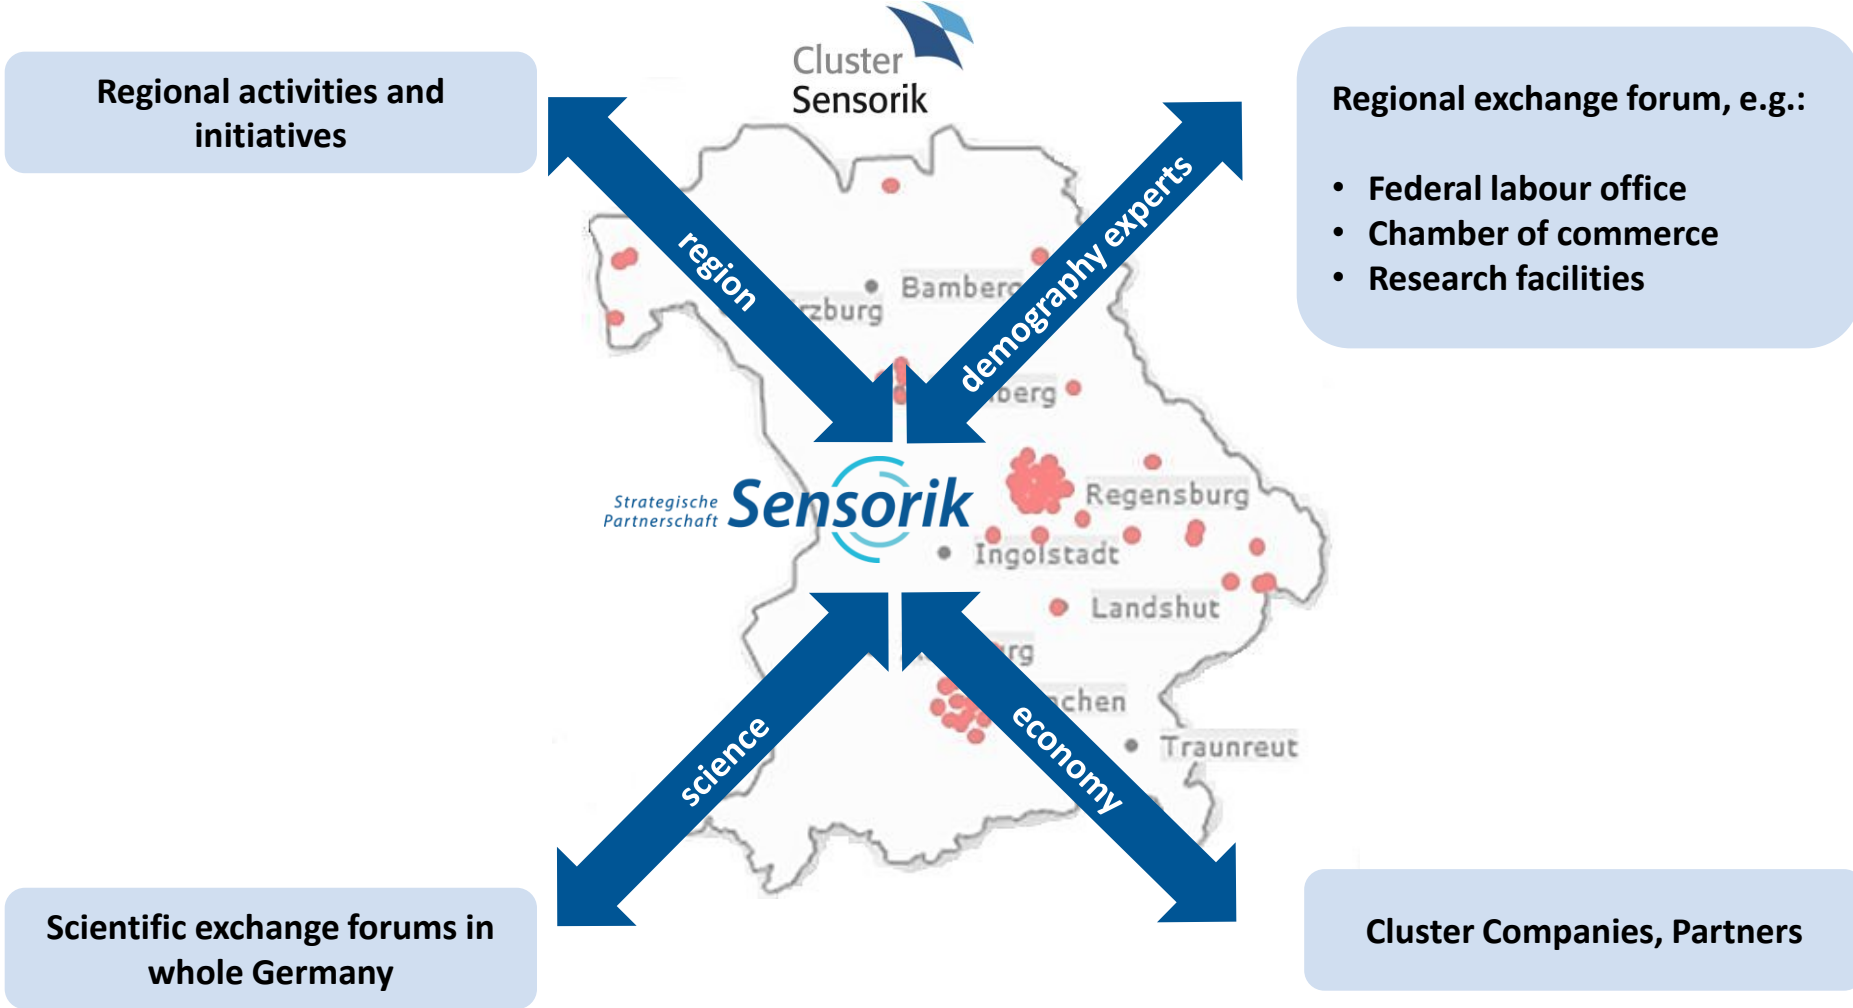 Cluster
Sensorik
Regional activities and
initiatives
Regional exchange forum, e.g.:
• Federal labour office
• Chamber of commerce
• Research facilities
region
demography experts
Bamberg
rzburg
berg
Strategische
Partnerschaft
Sensorik
Regensburg
Ingolstadt
Landshut
rg
chen
Traunreut
science
economy
Scientific exchange forums in
whole Germany
Cluster Companies, Partners